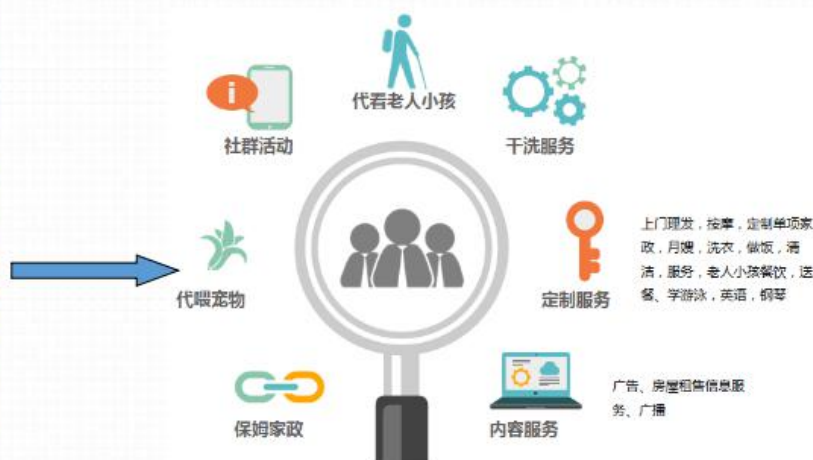 代看老人小孩
社群活动
干洗服务
上门理发，按摩，定制单项家
政，月嫂，洗衣，做饭，清
洁，服务，老人小孩餐饮，送
餐、学游泳，英语，钢琴
代喂宠物
定制服务
广告、房屋租售信息服
务、广播
保姆家政
内容服务